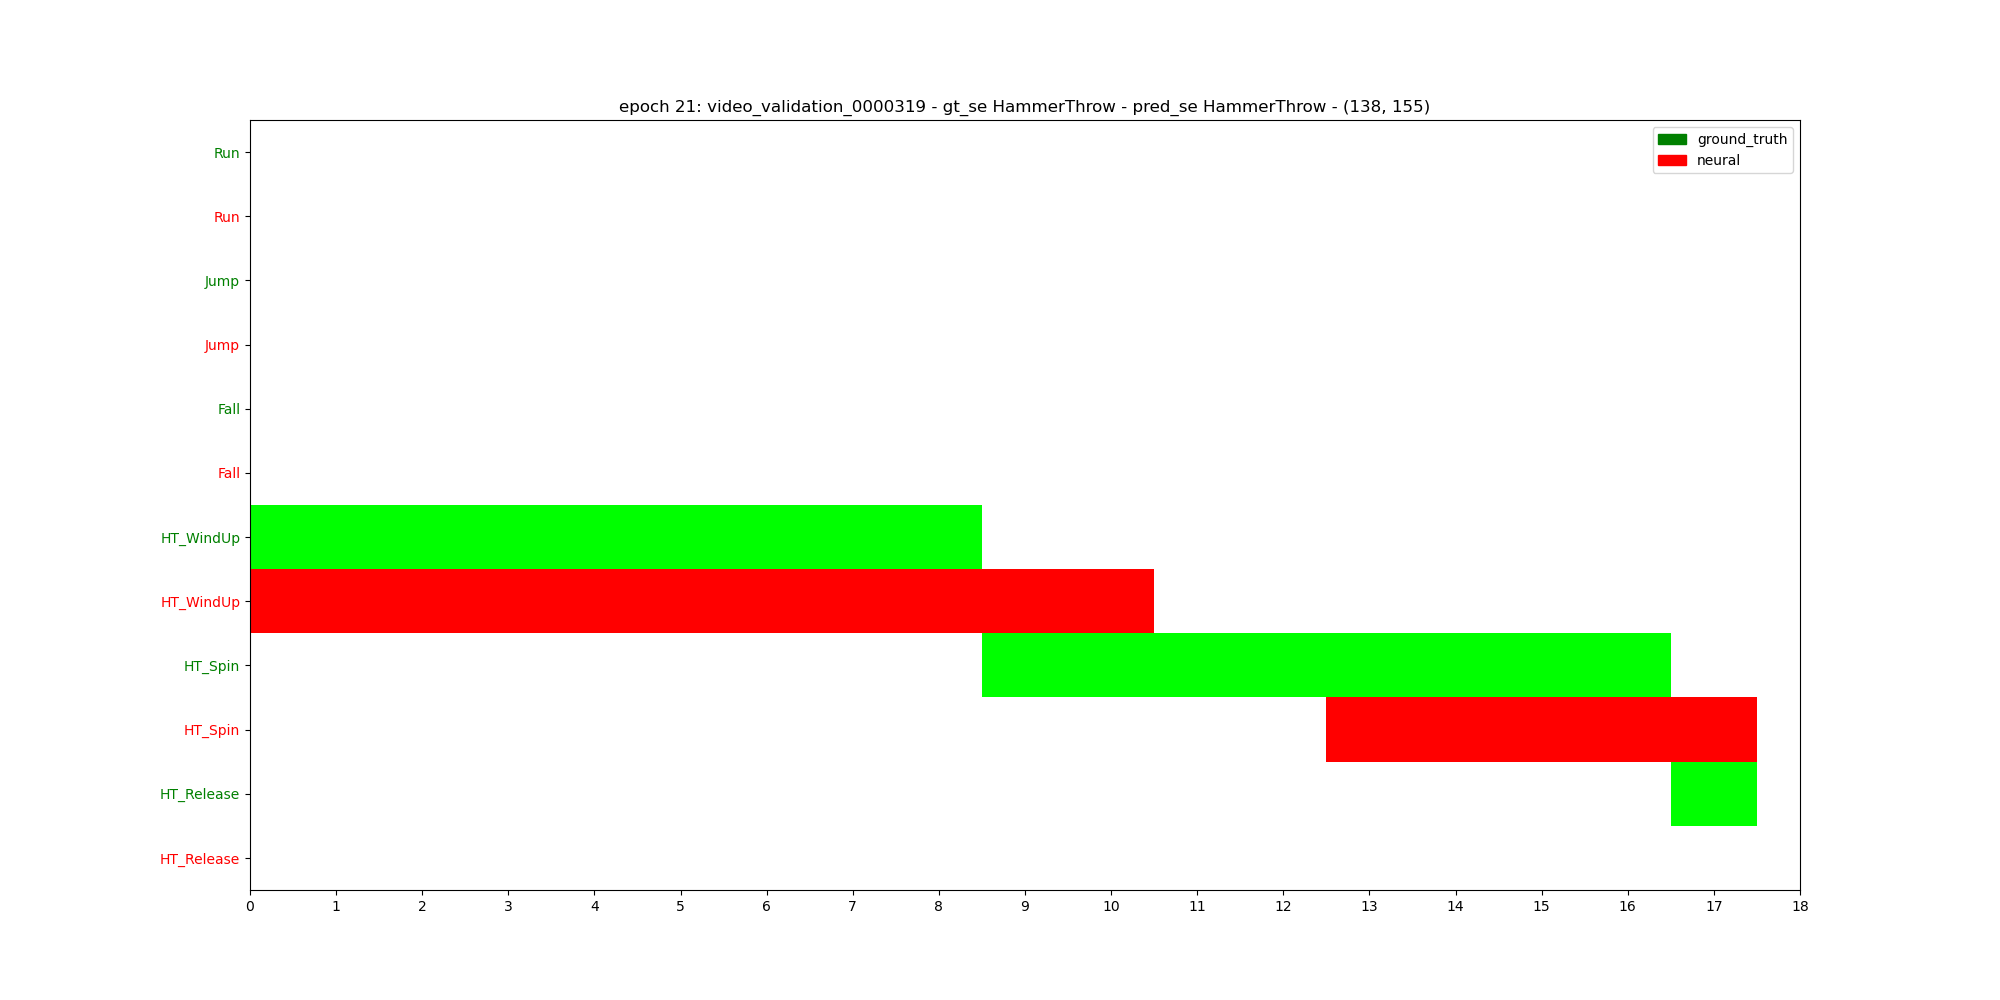 epoch 21: video_validation_0000319 - gt_se HammerThrow - pred_se HammerThrow - (138, 155)
ground_truth
neural
Run
Run
Jump
Jump
Fall
Fall
HT_WindUp
HT_WindUp
HT_Spin
HT_Spin
HT_Release
HT_Release
0 1 2 3 4 5 6 7 8 9 10 11 12 13 14 15 16 17 18